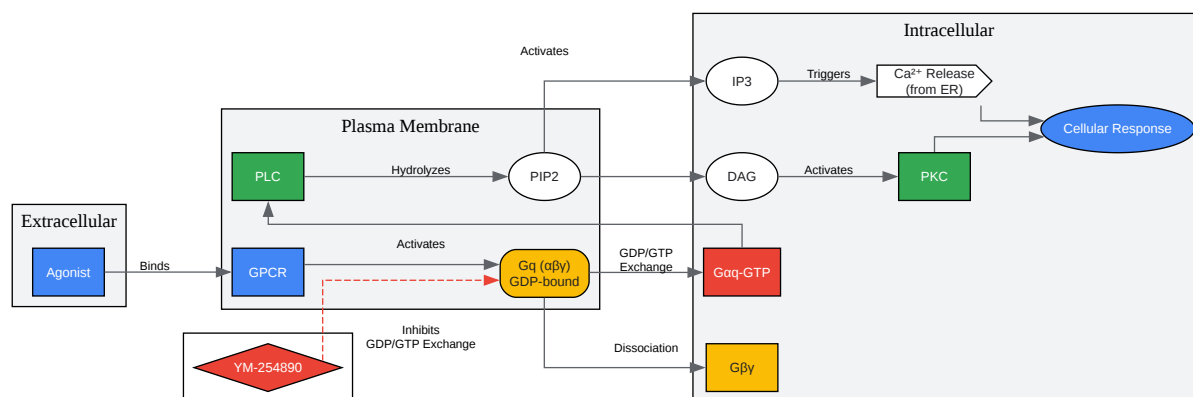 Intracellular
Activates
IP3
Triggers
Ca²⁺ Release
(from ER)
Plasma Membrane
Cellular Response
PLC
Hydrolyzes
PIP2
DAG
Activates
PKC
Extracellular
Agonist
Binds
GPCR
Activates
Gq (αβγ)
GDP-bound
GDP/GTP
Exchange
Gαq-GTP
Inhibits
GDP/GTP Exchange
YM-254890
Dissociation
Gβγ